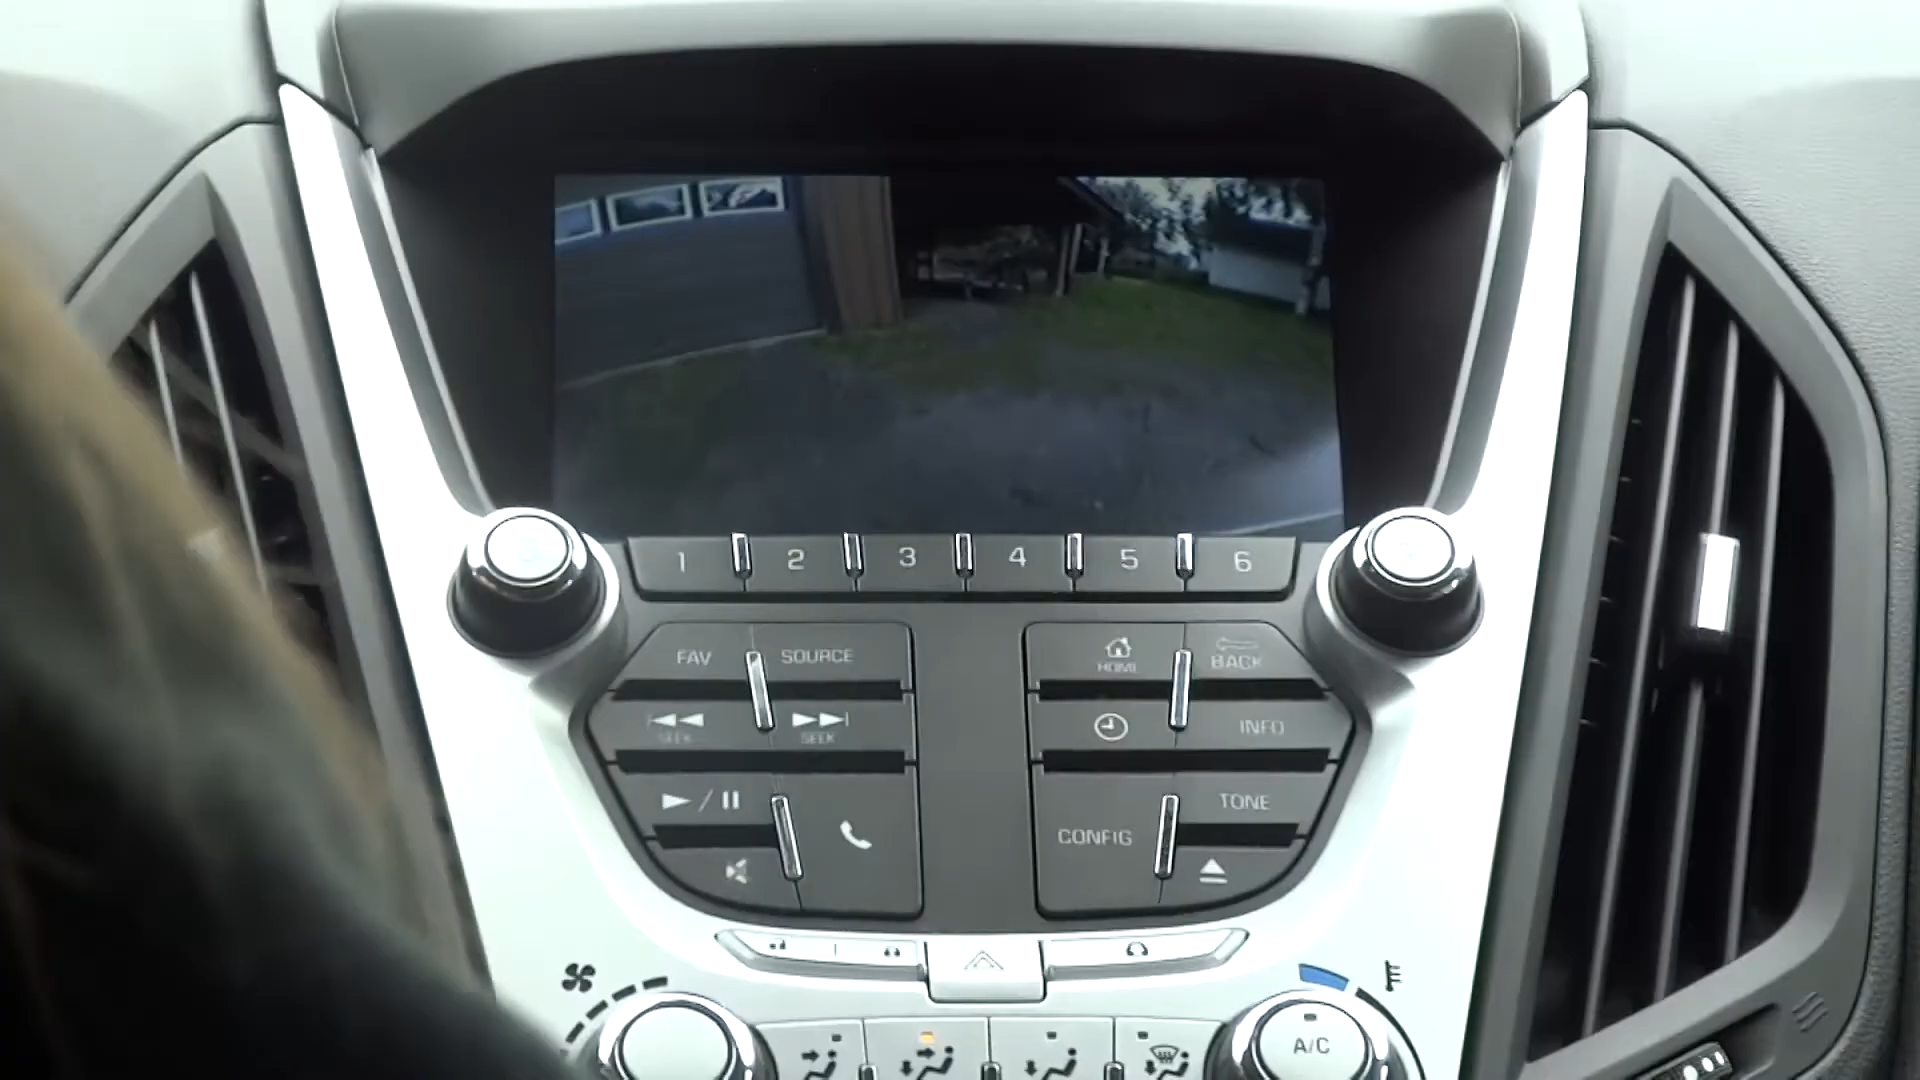 1 2 3 4 5 6
FAV SOURCE
HOME BACK
SEEK SEEK
INFO
TONE
CONFIG
A/C